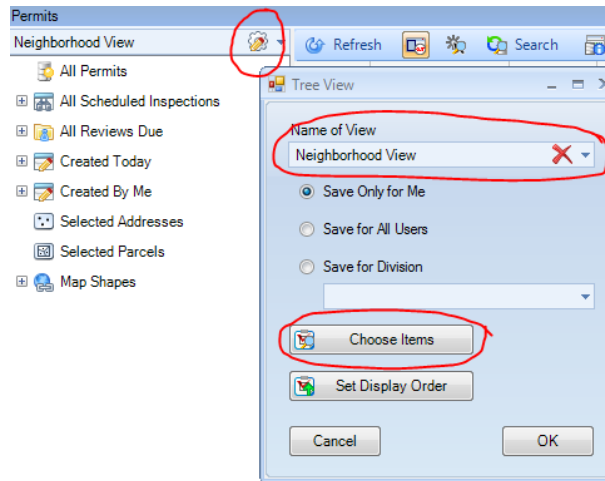 Permits
Neighborhood View
Refresh
Search
All Permits
All Scheduled Inspections
All Reviews Due
Created Today
Created By Me
Selected Addresses
Selected Parcels
Map Shapes
Tree View
Name of View
Neighborhood View
Save Only for Me
Save for All Users
Save for Division
Choose Items
Set Display Order
Cancel
OK